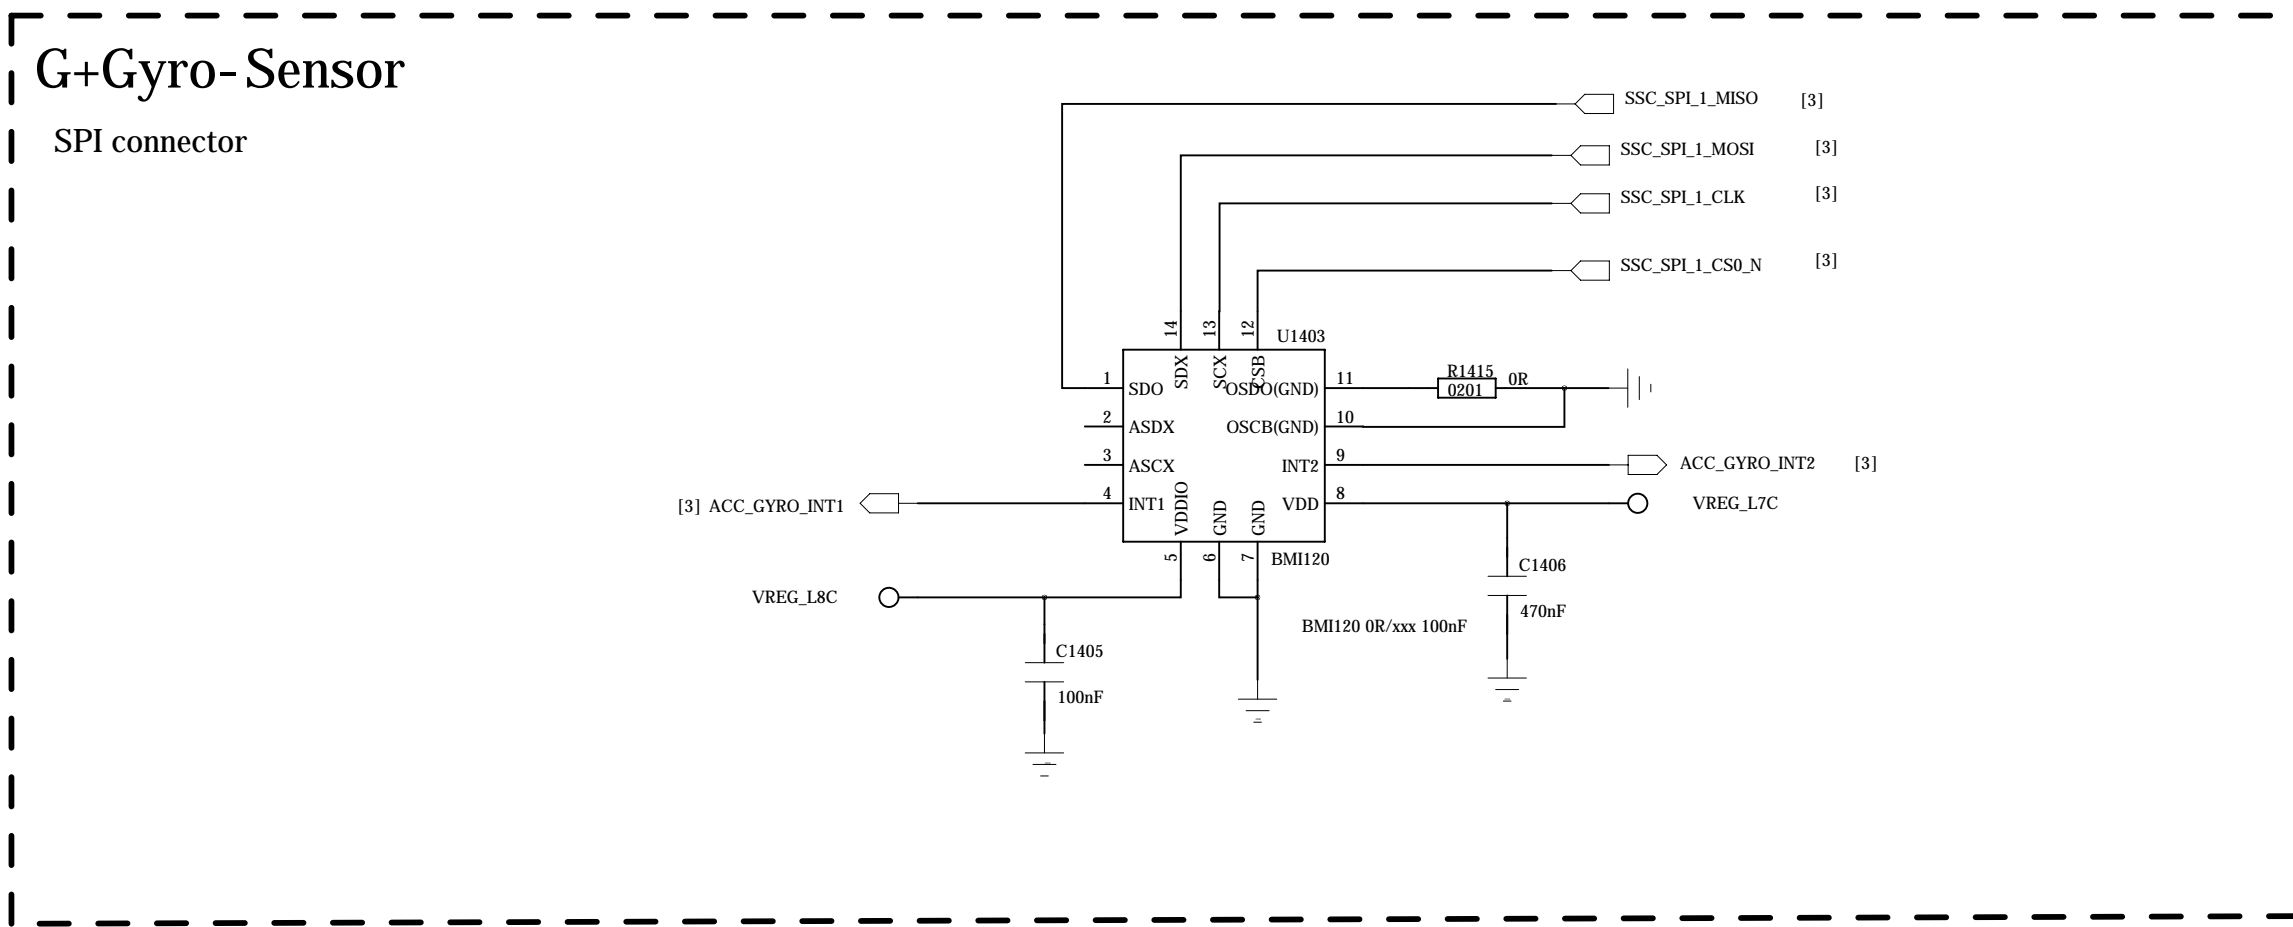 G+Gyro-Sensor
SPI connector
SSC_SPI_1_MISO [3]
SSC_SPI_1_MOSI [3]
SSC_SPI_1_CLK [3]
SSC_SPI_1_CS0_N [3]
14 13 12 U1403
SDX SCX CSB
1 SDO OSDO(GND) 11 R1415 0201 0R
2 ASDX OSCB(GND) 10
3 ASCX INT2 9 ACC_GYRO_INT2 [3]
[3] ACC_GYRO_INT1 4 INT1 VDD 8 VREG_L7C
VDDIO GND GND
5 6 7 BMI120
C1406
470nF
VREG_L8C
BMI120 0R/xxx 100nF
C1405
100nF